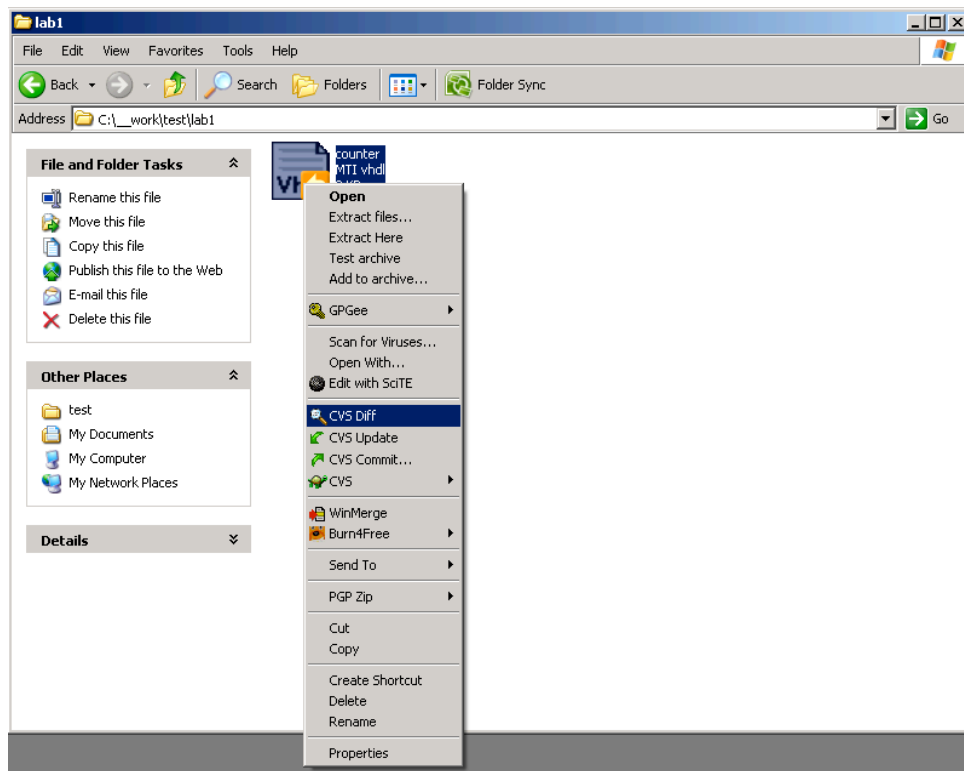 lab1
File Edit View Favorites Tools Help
Back Search Folders Folder Sync
Address C:\__work\test\lab1 Go
File and Folder Tasks
Rename this file
Move this file
Copy this file
Publish this file to the Web
E-mail this file
Delete this file
Other Places
test
My Documents
My Computer
My Network Places
Details
counter
MTI vhdl
Open
Extract files...
Extract Here
Test archive
Add to archive...
GPGee
Scan for Viruses...
Open With...
Edit with SciTE
CVS Diff
CVS Update
CVS Commit...
CVS
WinMerge
Burn4Free
Send To
PGP Zip
Cut
Copy
Create Shortcut
Delete
Rename
Properties